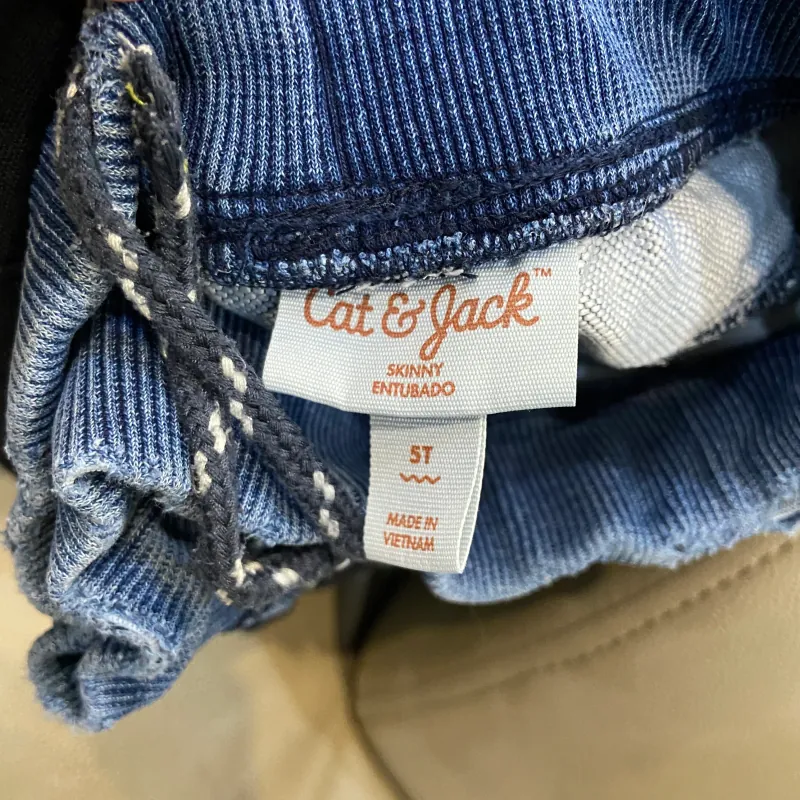 Cat & Jack™
SKINNY
ENTUBADO
5T
MADE IN
VIETNAM